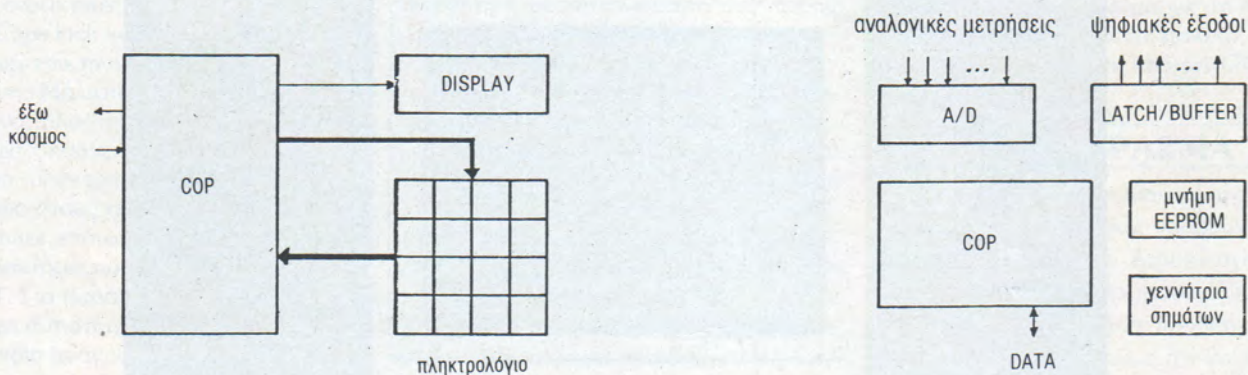 έξω
κόσμος
COP
DISPLAY
πληκτρολόγιο
αναλογικές μετρήσεις
ψηφιακές έξοδοι
A/D
LATCH/BUFFER
COP
μνήμη
EEPROM
γεννήτρια
σημάτων
DATA